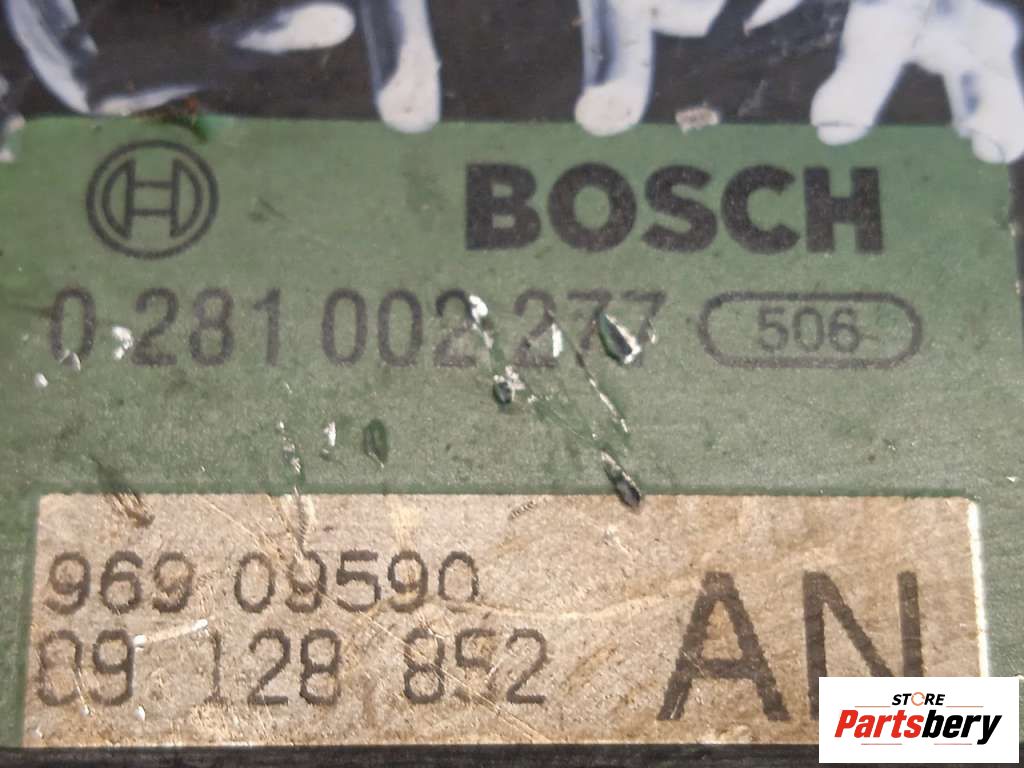 BOSCH
0 281 002 277 506
969 09590
09 128 852
AN
STORE
Partsbery